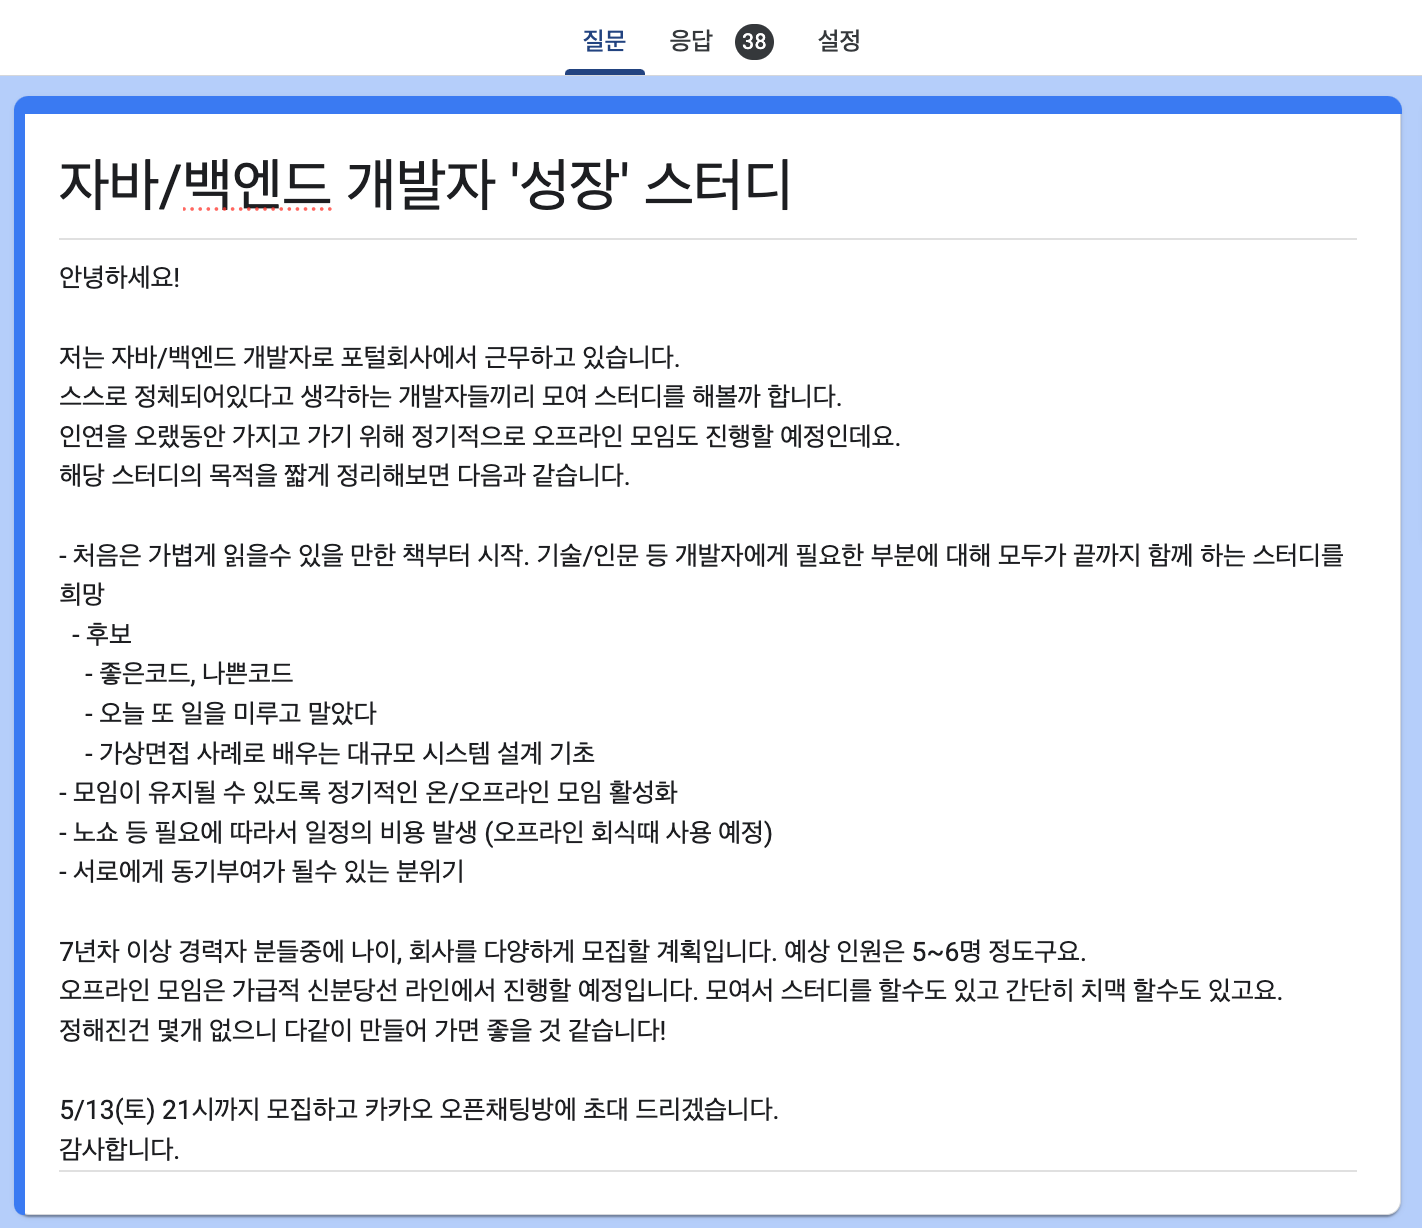 질문 응답 38 설정
자바/백엔드 개발자 '성장' 스터디
안녕하세요!
저는 자바/백엔드 개발자로 포털회사에서 근무하고 있습니다.
스스로 정체되어있다고 생각하는 개발자들끼리 모여 스터디를 해볼까 합니다.
인연을 오랬동안 가지고 가기 위해 정기적으로 오프라인 모임도 진행할 예정인데요.
해당 스터디의 목적을 짧게 정리해보면 다음과 같습니다.
- 처음은 가볍게 읽을수 있을 만한 책부터 시작. 기술/인문 등 개발자에게 필요한 부분에 대해 모두가 끝까지 함께 하는 스터디를
희망
- 후보
- 좋은코드, 나쁜코드
- 오늘 또 일을 미루고 말았다
- 가상면접 사례로 배우는 대규모 시스템 설계 기초
- 모임이 유지될 수 있도록 정기적인 온/오프라인 모임 활성화
- 노쇼 등 필요에 따라서 일정의 비용 발생 (오프라인 회식때 사용 예정)
- 서로에게 동기부여가 될수 있는 분위기
7년차 이상 경력자 분들중에 나이, 회사를 다양하게 모집할 계획입니다. 예상 인원은 5~6명 정도구요.
오프라인 모임은 가급적 신분당선 라인에서 진행할 예정입니다. 모여서 스터디를 할수도 있고 간단히 치맥 할수도 있고요.
정해진건 몇개 없으니 다같이 만들어 가면 좋을 것 같습니다!
5/13(토) 21시까지 모집하고 카카오 오픈채팅방에 초대 드리겠습니다.
감사합니다.